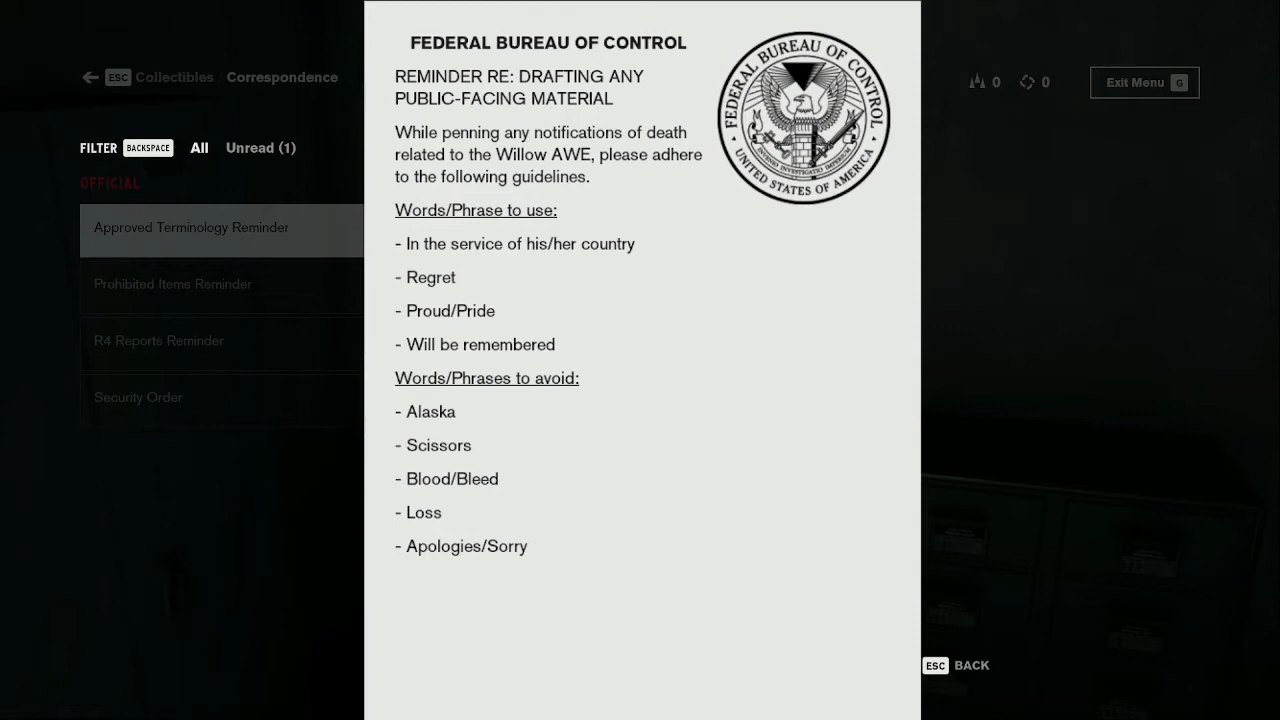 FEDERAL BUREAU OF CONTROL
REMINDER RE: DRAFTING ANY
PUBLIC-FACING MATERIAL
While penning any notifications of death
related to the Willow AWE, please adhere
to the following guidelines.
Words/Phrase to use:
- In the service of his/her country
- Regret
- Proud/Pride
- Will be remembered
Words/Phrases to avoid:
- Alaska
- Scissors
- Blood/Bleed
- Loss
- Apologies/Sorry
FEDERAL BUREAU OF CONTROL
UNITED STATES OF AMERICA
ESC Collectibles / Correspondence
0 0
Exit Menu G
FILTER BACKSPACE All Unread (1)
OFFICIAL
Approved Terminology Reminder
Prohibited Items Reminder
R4 Reports Reminder
Security Order
ESC BACK